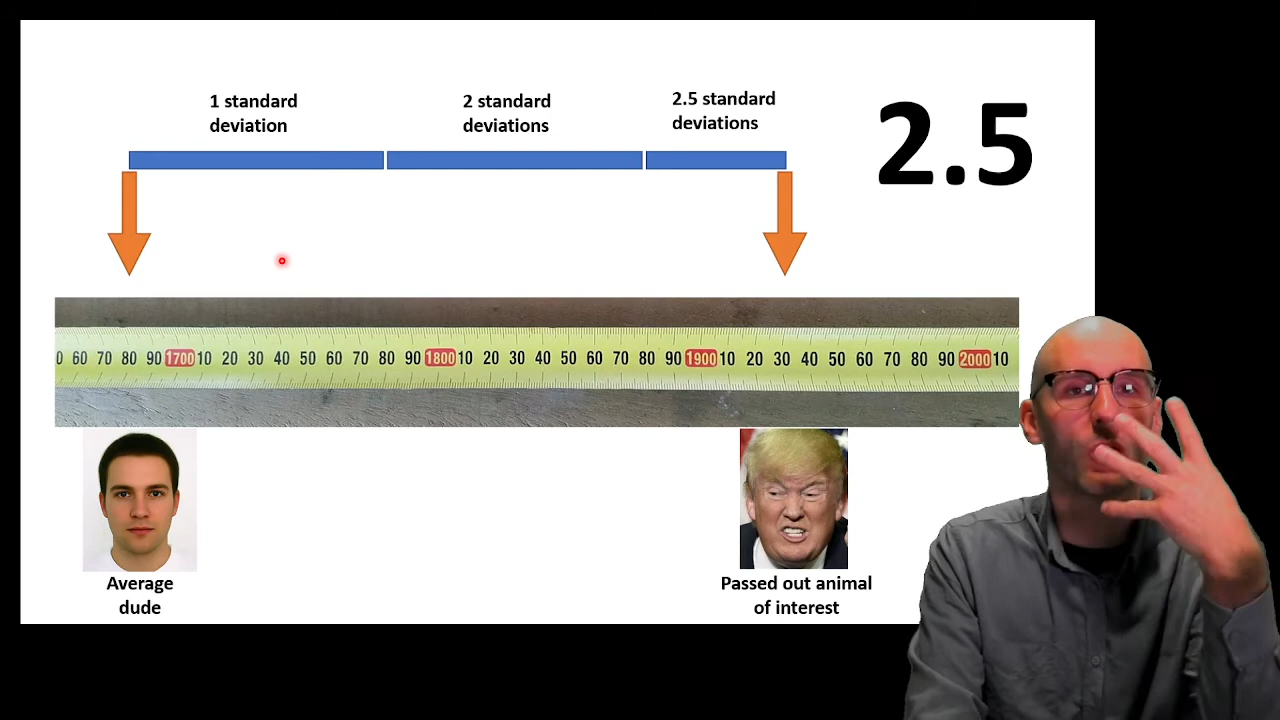 1 standard
deviation
2 standard
deviations
2.5 standard
deviations
2.5
0 60 70 80 90 1700 10 20 30 40 50 60 70 80 90 1800 10 20 30 40 50 60 70 80 90 1900 10 20 30 40 50 60 70 80 90 2000 10
Average
dude
Passed out animal
of interest